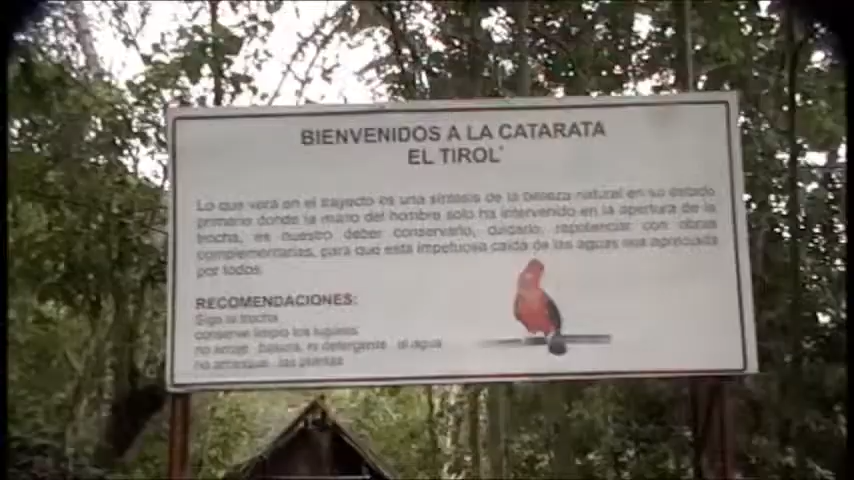 BIENVENIDOS A LA CATARATA
EL TIROL'
Lo que verá en el trayecto es una síntesis de la belleza natural en su estado
primario donde la mano del hombre solo ha intervenido en la apertura de la
trocha, es nuestro deber conservarlo, cuidarlo, repotenciar con obras
complementarias, para que esta impetuosa caída de las aguas sea apreciada
por todos.
RECOMENDACIONES:
Siga la trocha
conserve limpio los lugares
no arroje basura, ni detergente al agua
no arranque las plantas